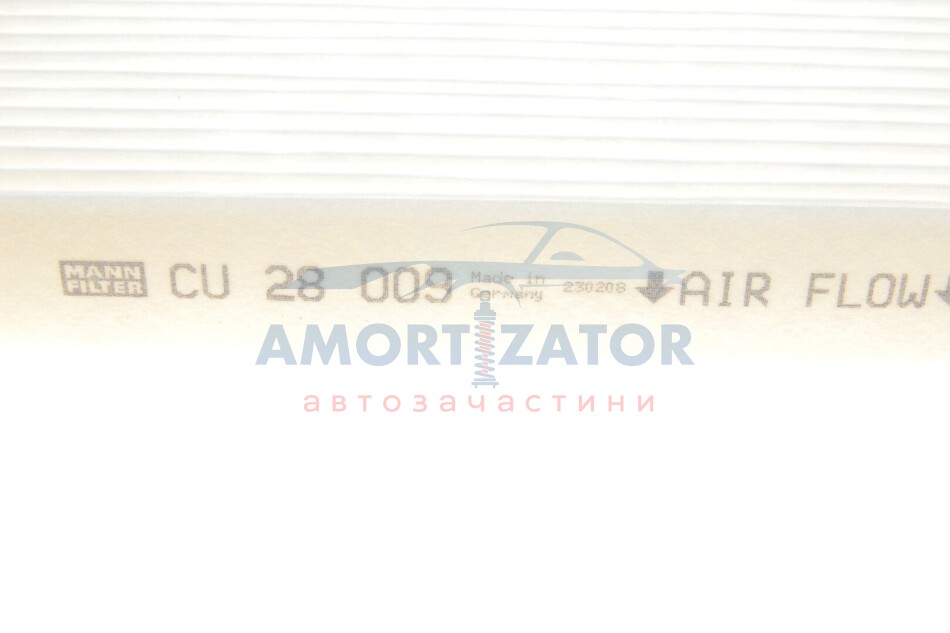 MANN
FILTER
CU 28 009
Made in
Germany
230208
AIR FLOW
AMORTIZATOR
автозачастини